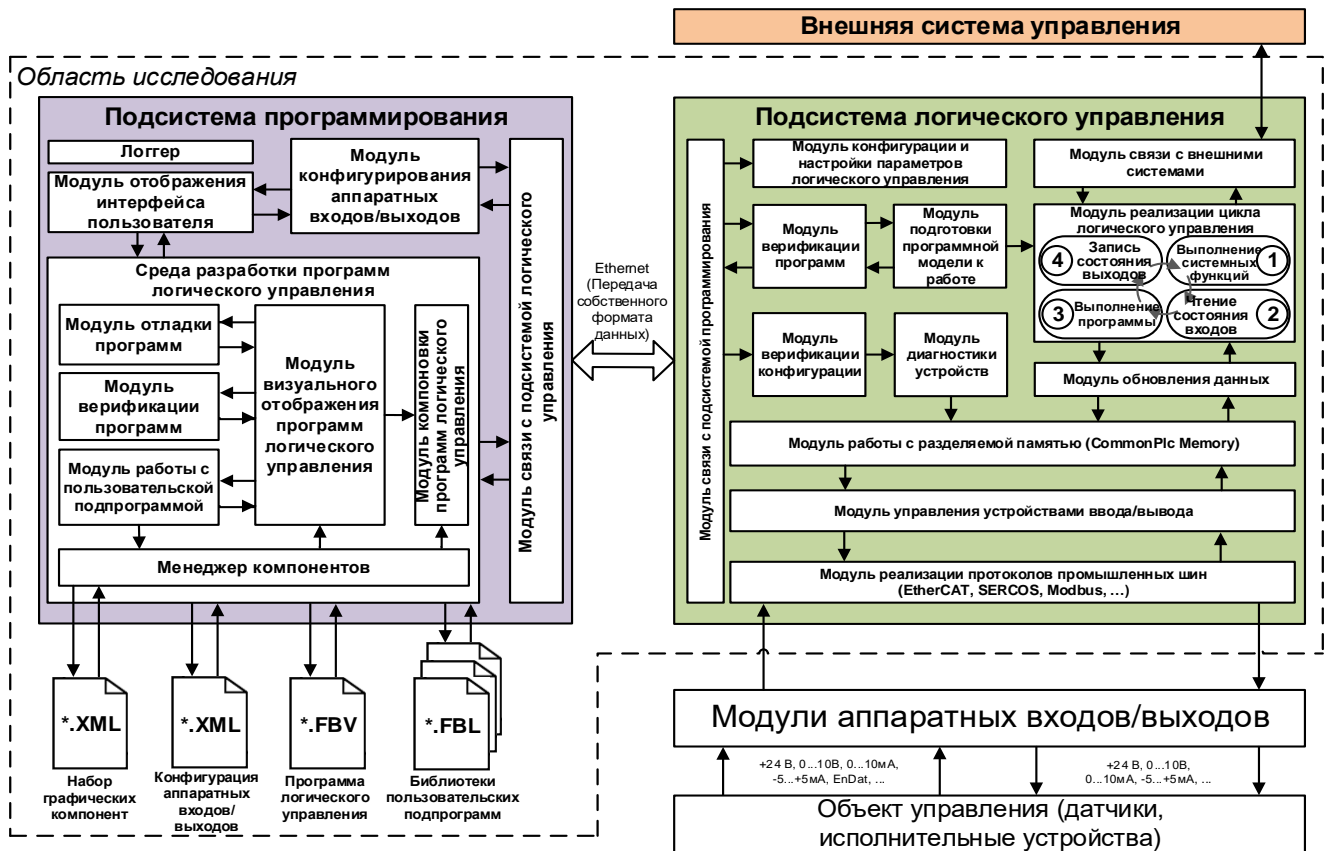 Внешняя система управления
Область исследования
Подсистема программирования
Логгер
Модуль отображения
интерфейса
пользователя
Модуль
конфигурирования
аппаратных
входов/выходов
Среда разработки программ
логического управления
Модуль отладки
программ
Модуль
верификации
программ
Модуль работы с
пользовательской
подпрограммой
Модуль
визуального
отображения
программ
логического
управления
Модуль компоновки
программ логического
управления
Менеджер компонентов
Модуль связи с подсистемой логического
управления
*.XML
Набор
графических
компонент
*.XML
Конфигурация
аппаратных
входов/
выходов
*.FBV
Программа
логического
управления
*.FBL
Библиотеки
пользовательских
подпрограмм
Ethernet
(Передача
собственного
формата
данных)
Подсистема логического управления
Модуль связи с подсистемой программирования
Модуль конфигурации и
настройки параметров
логического управления
Модуль связи с внешними
системами
Модуль
верификации
программ
Модуль
подготовки
программной
модели к
работе
Модуль реализации цикла
логического управления
4
Запись
состояния
выходов
Выполнение
системных
функций
1
3
Выполнение
программы
Чтение
состояния
входов
2
Модуль
верификации
конфигурации
Модуль
диагностики
устройств
Модуль обновления данных
Модуль работы с разделяемой памятью (CommonPlc Memory)
Модуль управления устройствами ввода/вывода
Модуль реализации протоколов промышленных шин
(EtherCAT, SERCOS, Modbus, ...)
Модули аппаратных входов/выходов
+24 В, 0...10В, 0...10мА,
-5...+5мА, EnDat, ...
+24 В, 0...10В,
0...10мА, -5...+5мА, ...
Объект управления (датчики,
исполнительные устройства)